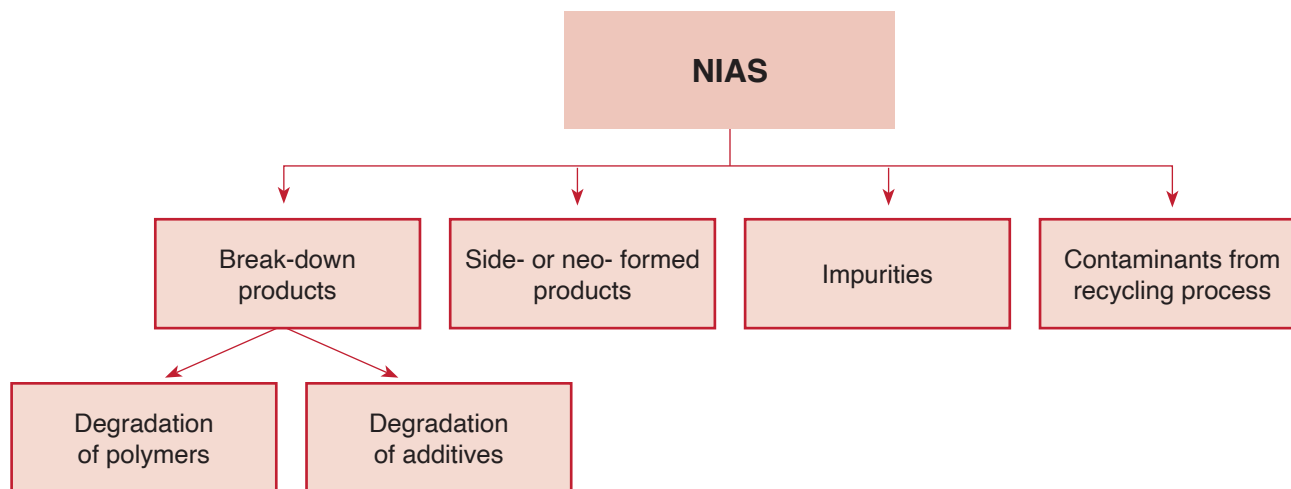 NIAS
Break-down
products
Side- or neo- formed
products
Impurities
Contaminants from
recycling process
Degradation
of polymers
Degradation
of additives